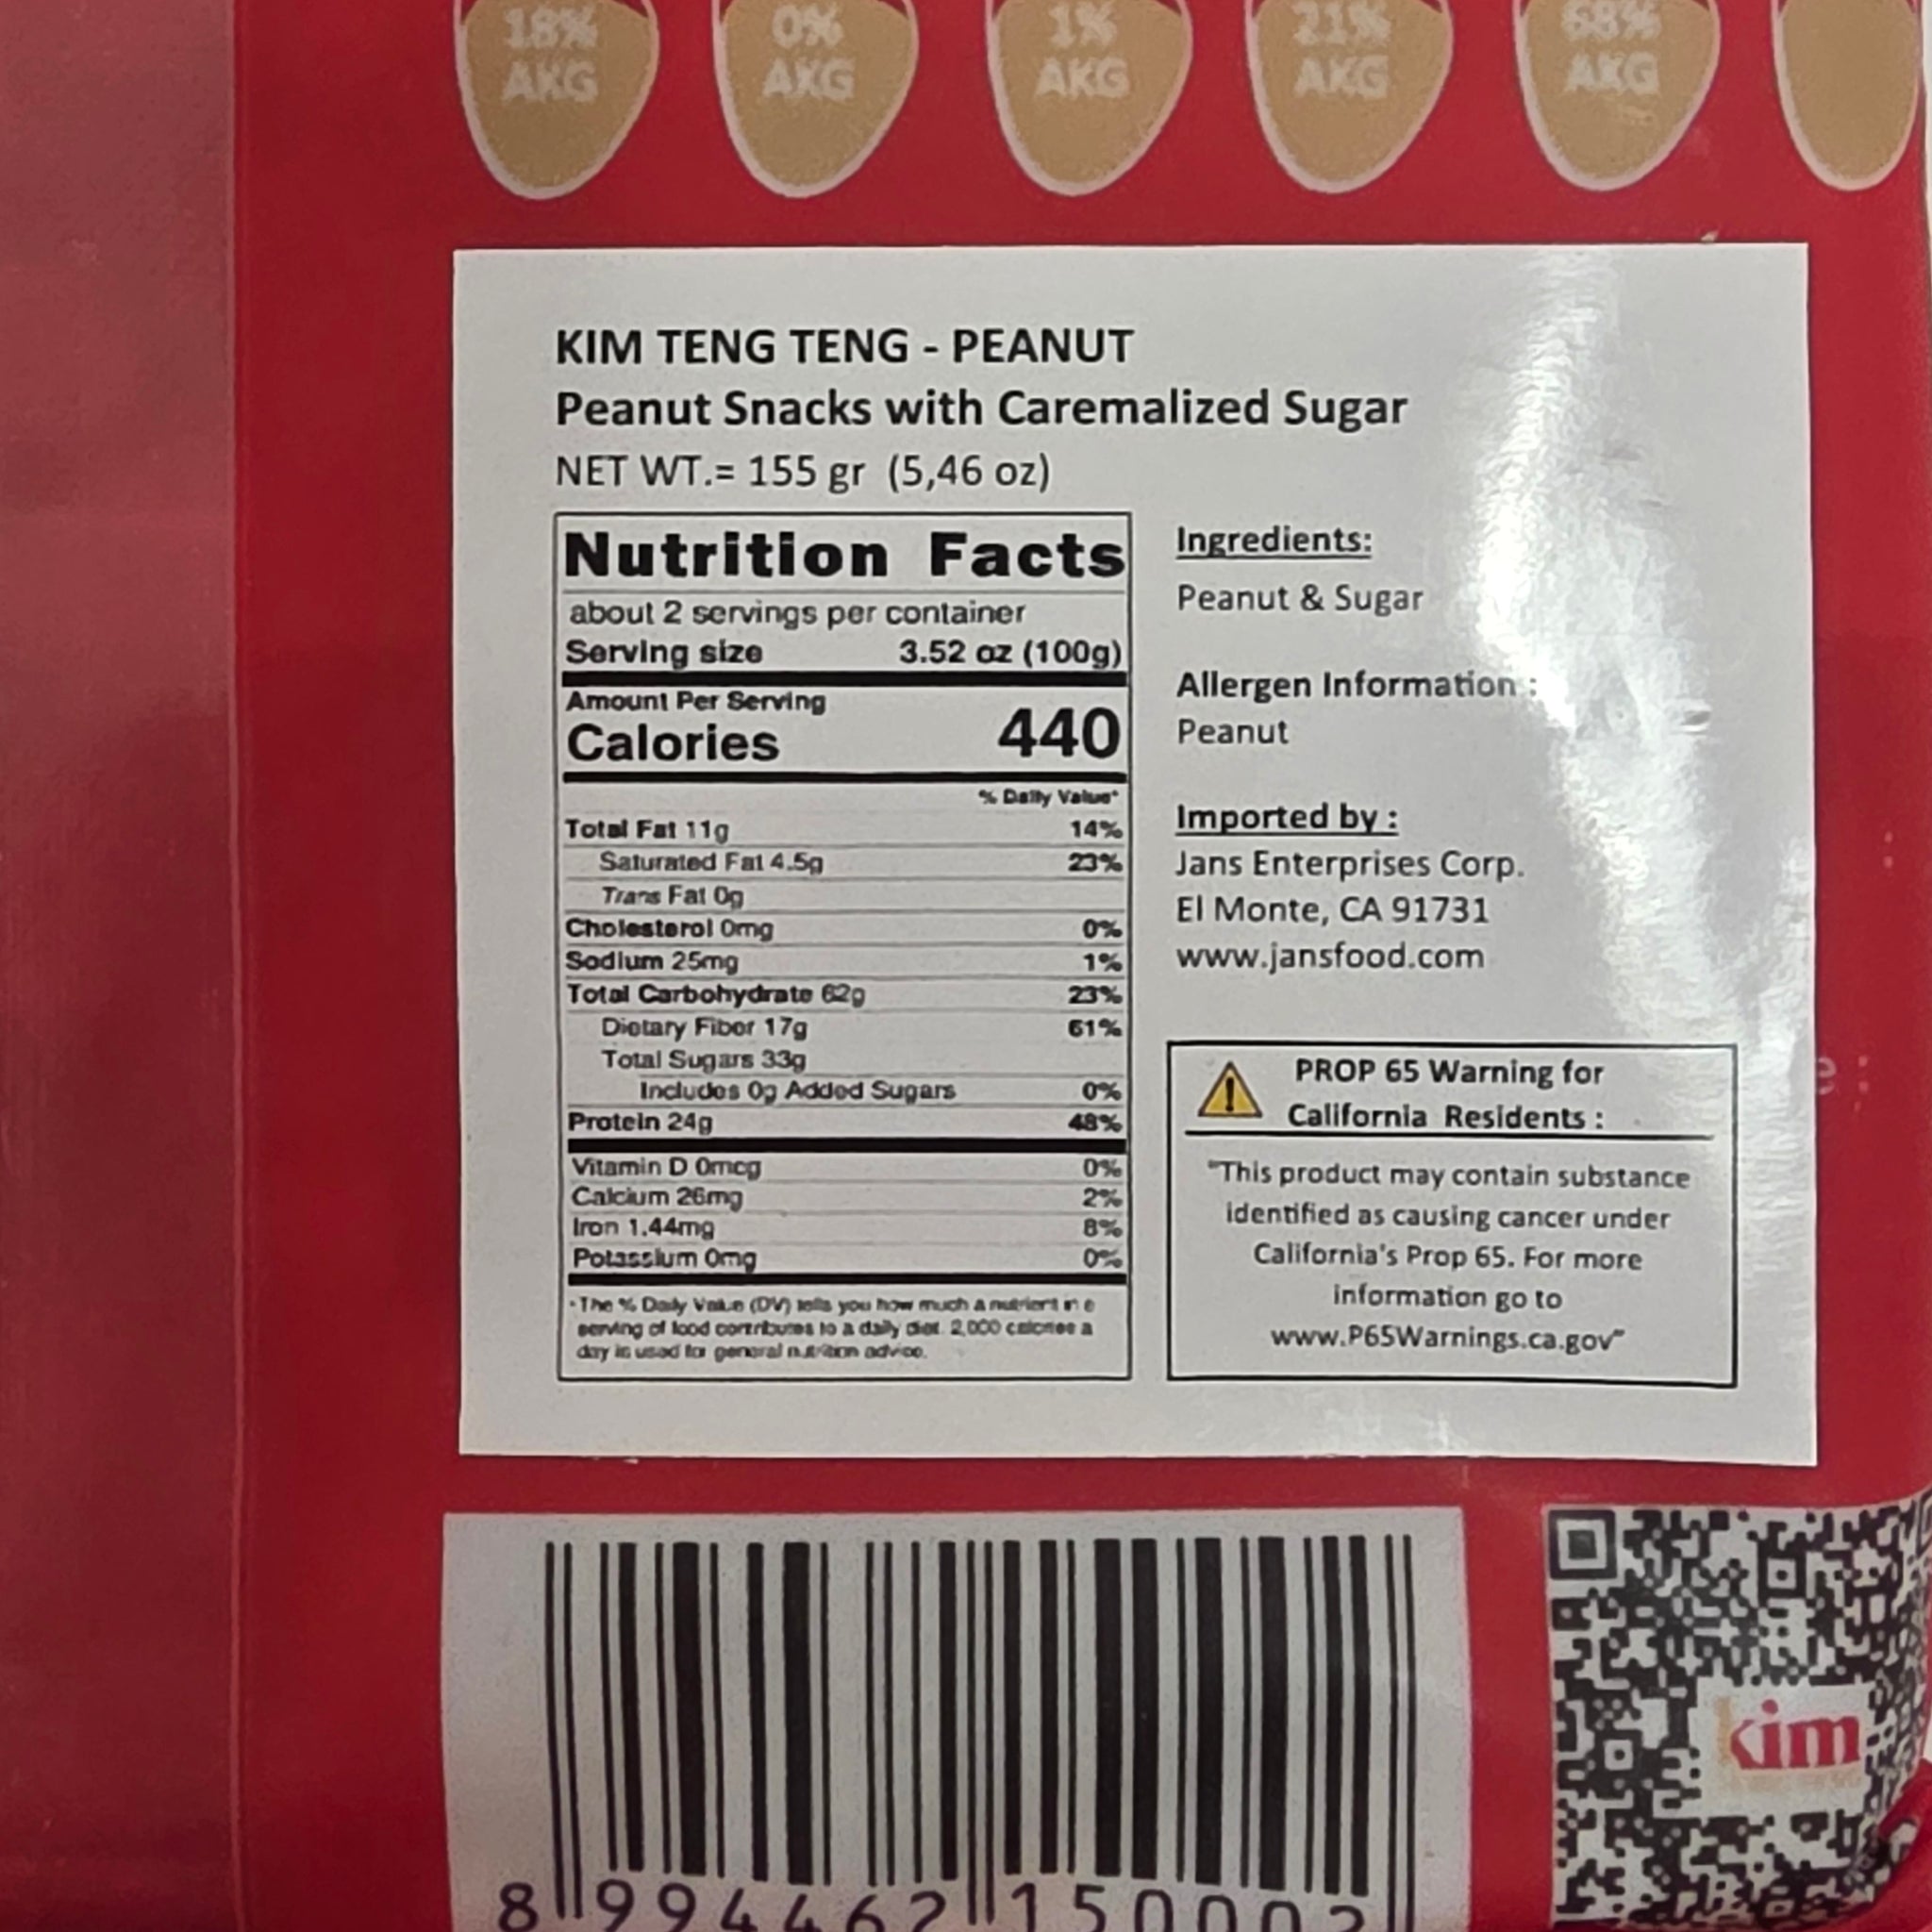 18% 0% 1% 21% 68%
AKG AKG AKG AKG AKG
KIM TENG TENG - PEANUT
Peanut Snacks with Caremalized Sugar
NET WT.= 155 gr (5,46 oz)
Nutrition Facts
about 2 servings per container
Serving size 3.52 oz (100g)
Amount Per Serving
Calories 440
% Daily Value*
Total Fat 11g 14%
Saturated Fat 4.5g 23%
Trans Fat 0g
Cholesterol 0mg 0%
Sodium 25mg 1%
Total Carbohydrate 62g 23%
Dietary Fiber 17g 61%
Total Sugars 33g
Includes 0g Added Sugars 0%
Protein 24g 48%
Vitamin D 0mcg 0%
Calcium 26mg 2%
Iron 1.44mg 8%
Potassium 0mg 0%
*The % Daily Value (DV) tells you how much a nutrient in a
serving of food contributes to a daily diet. 2,000 calories a
day is used for general nutrition advice.
Ingredients:
Peanut & Sugar
Allergen Information :
Peanut
Imported by :
Jans Enterprises Corp.
El Monte, CA 91731
www.jansfood.com
PROP 65 Warning for
California Residents :
"This product may contain substance
identified as causing cancer under
California's Prop 65. For more
information go to
www.P65Warnings.ca.gov"
8 994462 150002
kim